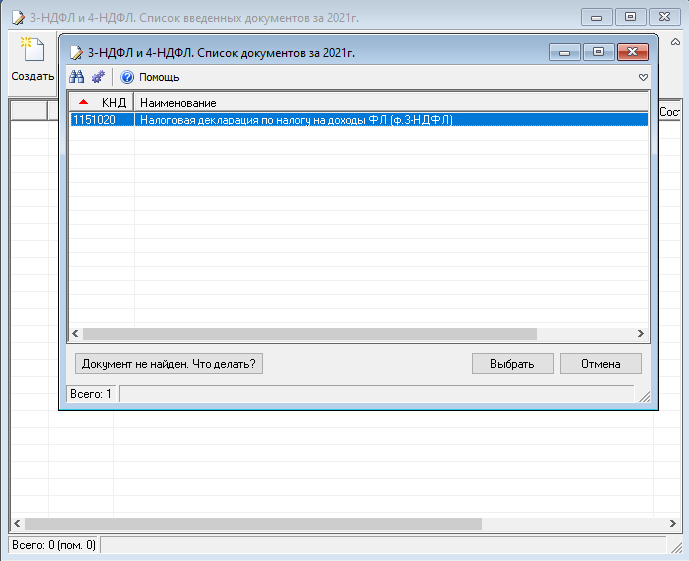 3-НДФЛ и 4-НДФЛ. Список введенных документов за 2021г.
Создать
3-НДФЛ и 4-НДФЛ. Список документов за 2021г.
Помощь
КНД Наименование
1151020 Налоговая декларация по налогу на доходы ФЛ (ф.3-НДФЛ)
Сост
Документ не найден. Что делать? Выбрать Отмена
Всего: 1
Всего: 0 (пом. 0)